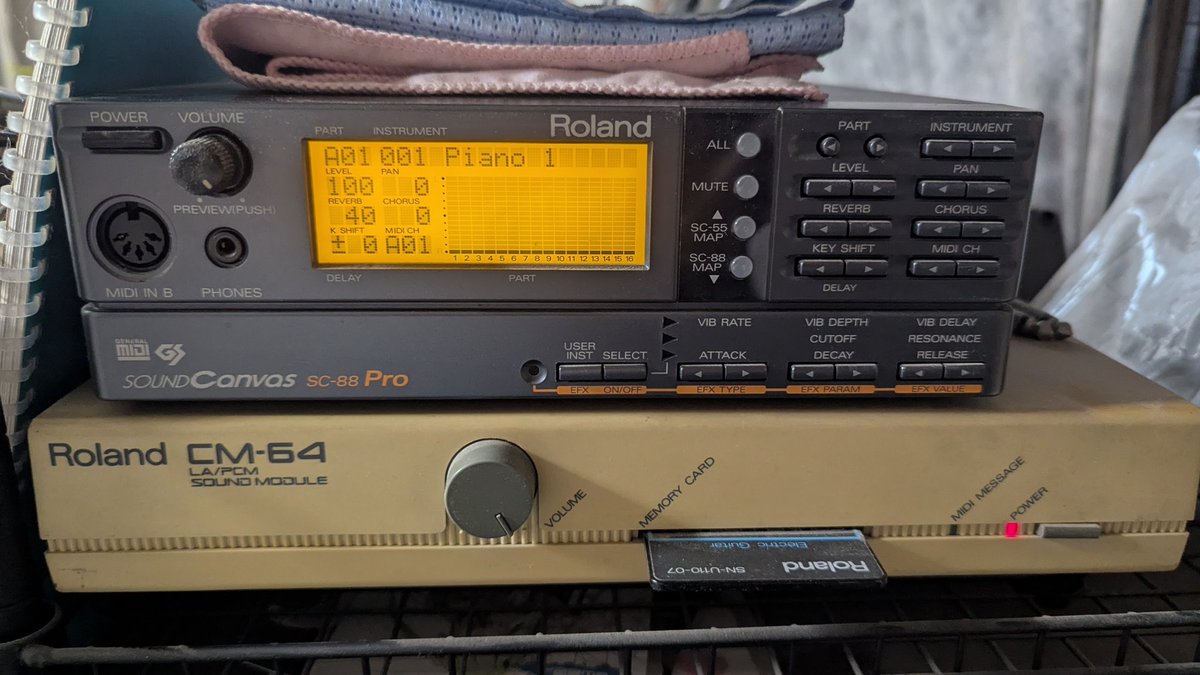 POWER VOLUME
PREVIEW(PUSH)
MIDI IN B PHONES
PART INSTRUMENT Roland
A01 001 Piano 1
LEVEL PAN
100 0
REVERB CHORUS
40 0
K SHIFT MIDI CH
± 0 A01
1 2 3 4 5 6 7 8 9 10 11 12 13 14 15 16
DELAY PART
ALL
MUTE
▲
SC-55
MAP
SC-88
MAP
▼
PART INSTRUMENT
LEVEL PAN
REVERB CHORUS
KEY SHIFT MIDI CH
DELAY
GENERAL
MIDI GS
SOUND Canvas SC-88 Pro
USER
INST SELECT
EFX ON/OFF
VIB RATE VIB DEPTH VIB DELAY
CUTOFF RESONANCE
ATTACK DECAY RELEASE
EFX TYPE EFX PARAM EFX VALUE
Roland CM-64
LA/PCM
SOUND MODULE
VOLUME
MEMORY CARD
MIDI MESSAGE
POWER
Roland
SN-U110-07
Electric Guitar